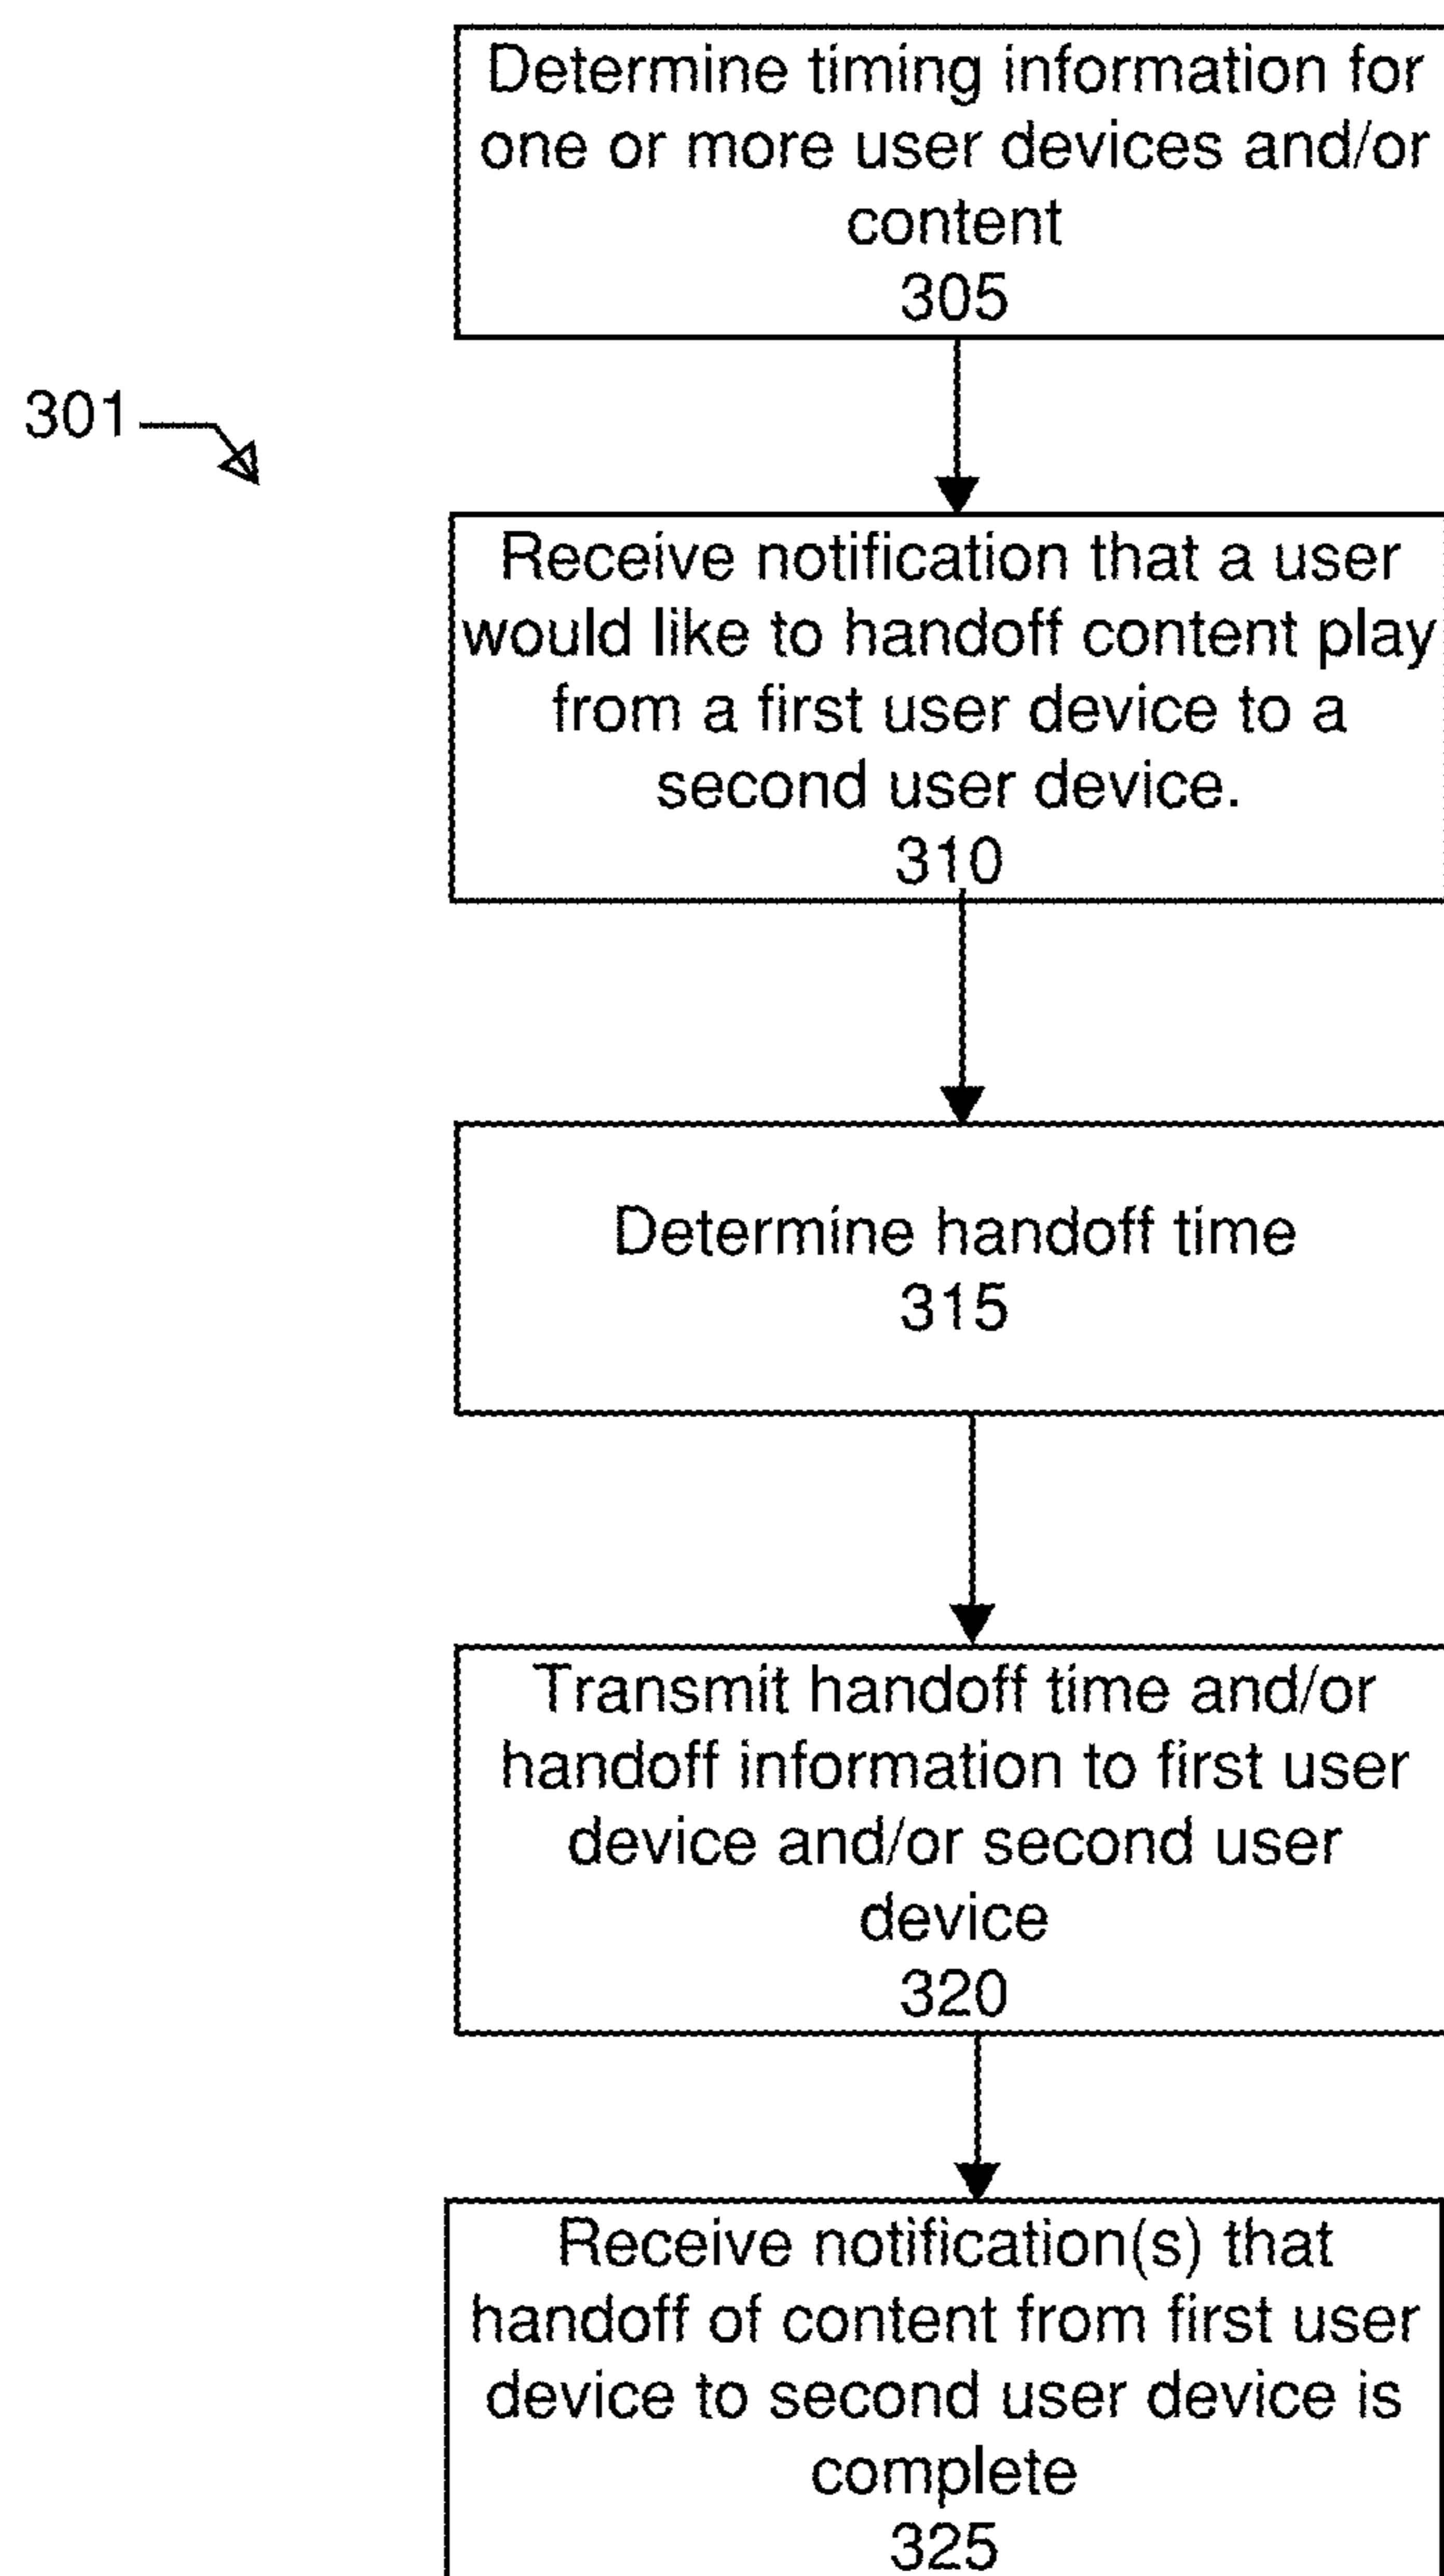 Determine timing information for
one or more user devices and/or
content
305
301
Receive notification that a user
would like to handoff content play
from a first user device to a
second user device.
310
Determine handoff time
315
Transmit handoff time and/or
handoff information to first user
device and/or second user
device
320
Receive notification(s) that
handoff of content from first user
device to second user device is
complete
325